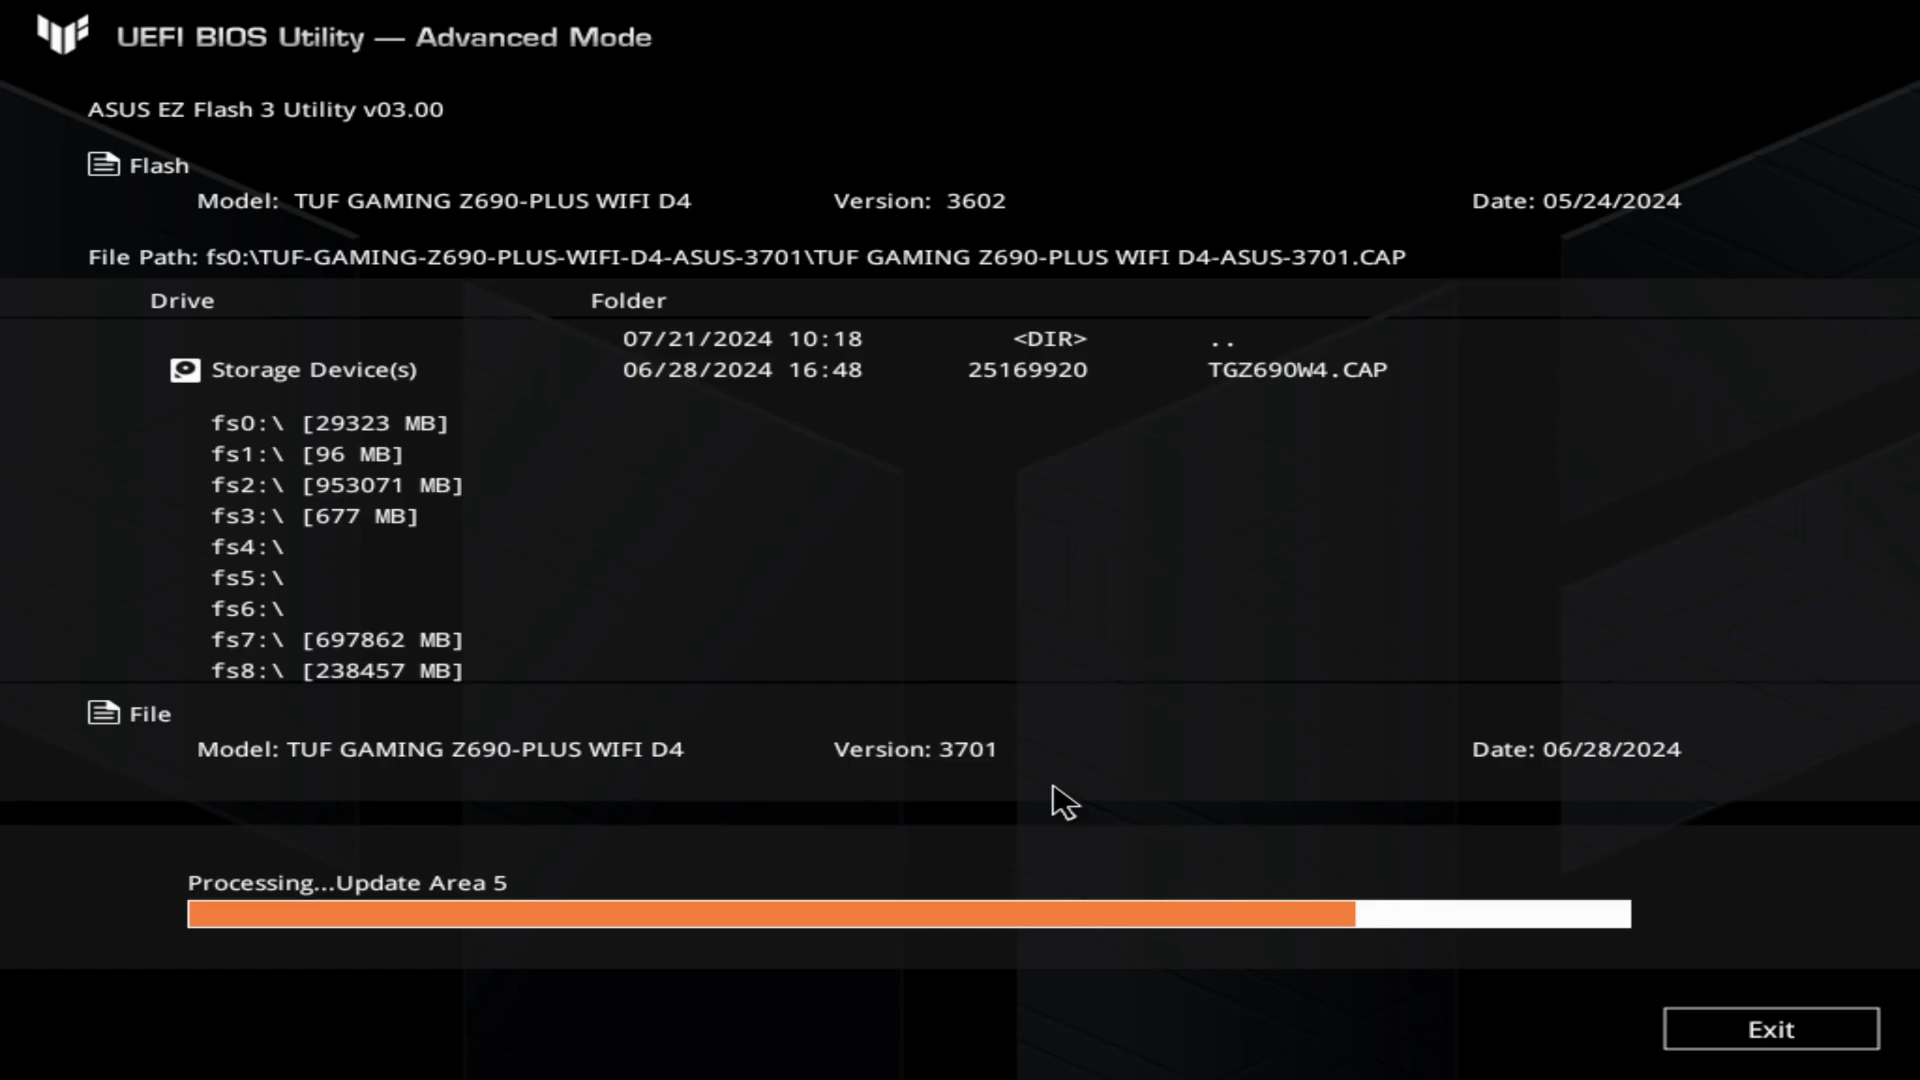 UEFI BIOS Utility — Advanced Mode
ASUS EZ Flash 3 Utility v03.00
Flash
Model: TUF GAMING Z690-PLUS WIFI D4 Version: 3602 Date: 05/24/2024
File Path: fs0:\TUF-GAMING-Z690-PLUS-WIFI-D4-ASUS-3701\TUF GAMING Z690-PLUS WIFI D4-ASUS-3701.CAP
Drive Folder
07/21/2024 10:18 <DIR> ..
Storage Device(s) 06/28/2024 16:48 25169920 TGZ690W4.CAP
fs0:\ [29323 MB]
fs1:\ [96 MB]
fs2:\ [953071 MB]
fs3:\ [677 MB]
fs4:\
fs5:\
fs6:\
fs7:\ [697862 MB]
fs8:\ [238457 MB]
File
Model: TUF GAMING Z690-PLUS WIFI D4 Version: 3701 Date: 06/28/2024
Processing...Update Area 5
Exit